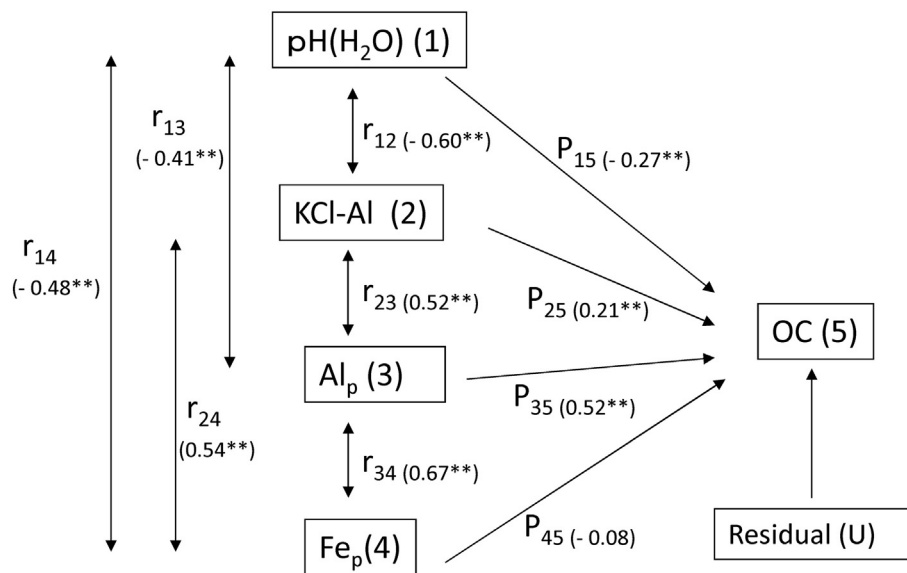 pH(H₂O) (1)
r₁₃
(- 0.41**)
r₁₂ (- 0.60**)
P₁₅ (- 0.27**)
KCl-Al (2)
r₁₄
(- 0.48**)
r₂₃ (0.52**)
P₂₅ (0.21**)
OC (5)
Alₚ (3)
P₃₅ (0.52**)
r₂₄
(0.54**)
r₃₄ (0.67**)
Feₚ(4)
P₄₅ (- 0.08)
Residual (U)